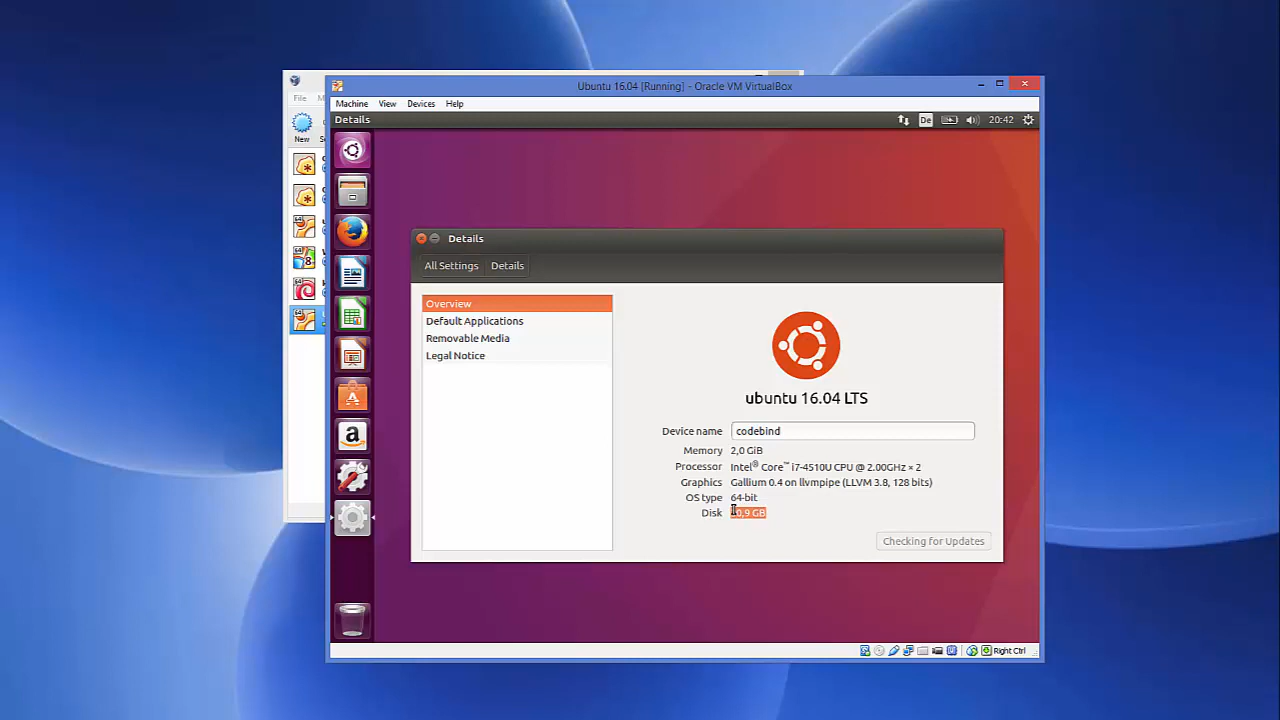 Ubuntu 16.04 [Running] - Oracle VM VirtualBox
File
Machine View Devices Help
New
Details
De 20:42
Details
All Settings Details
Overview
Default Applications
Removable Media
Legal Notice
ubuntu 16.04 LTS
Device name codebind
Memory 2,0 GiB
Processor Intel® Core™ i7-4510U CPU @ 2.00GHz × 2
Graphics Gallium 0.4 on llvmpipe (LLVM 3.8, 128 bits)
OS type 64-bit
Disk
Checking for Updates
Right Ctrl